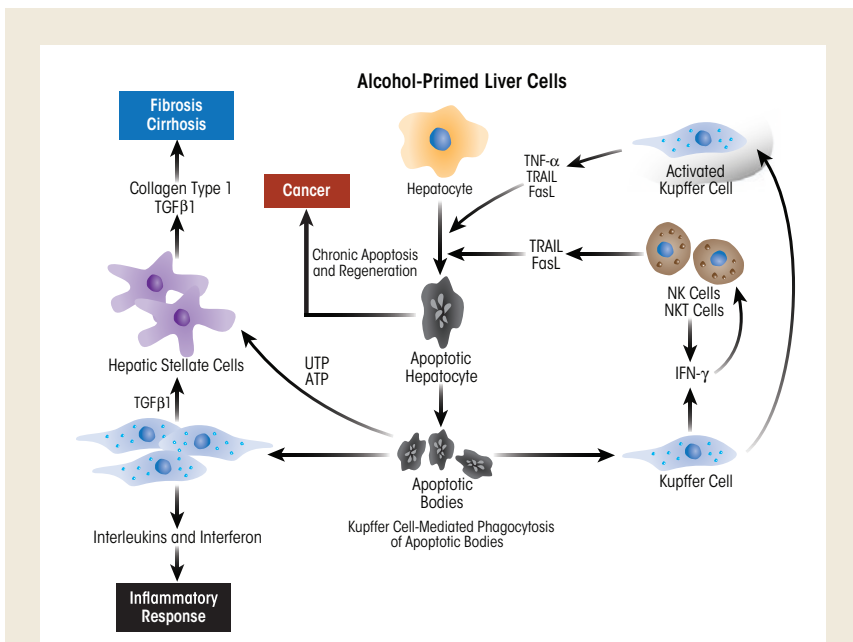 Alcohol-Primed Liver Cells
Fibrosis
Cirrhosis
Collagen Type 1
TGFβ1
Cancer
Hepatocyte
TNF-α
TRAIL
FasL
Activated
Kupffer Cell
Chronic Apoptosis
and Regeneration
TRAIL
FasL
NK Cells
NKT Cells
Hepatic Stellate Cells
UTP
ATP
Apoptotic
Hepatocyte
IFN-γ
TGFβ1
Apoptotic
Bodies
Kupffer Cell
Kupffer Cell-Mediated Phagocytosis
of Apoptotic Bodies
Interleukins and Interferon
Inflammatory
Response